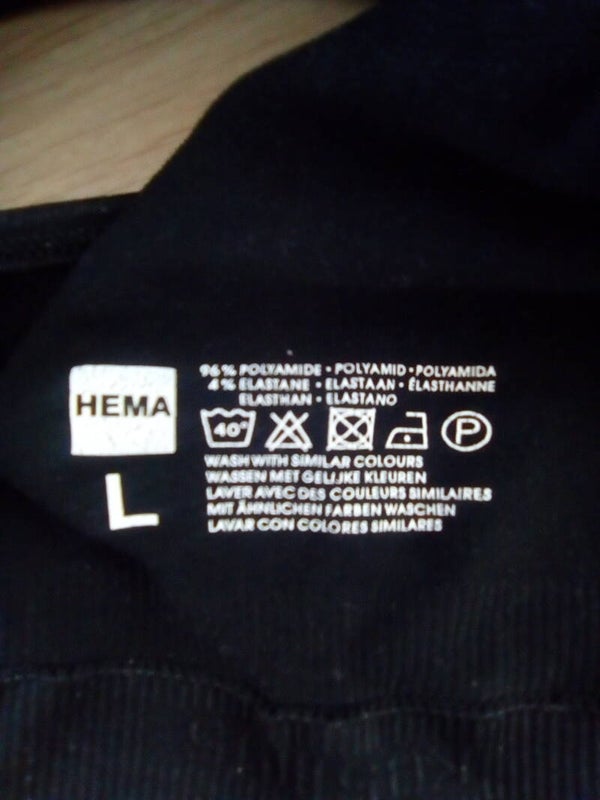 HEMA
L
96% POLYAMIDE • POLYAMID • POLYAMIDA
4% ELASTANE • ELASTAAN • ÉLASTHANNE
ELASTHAN • ELASTANO
40° P
WASH WITH SIMILAR COLOURS
WASSEN MET GELIJKE KLEUREN
LAVER AVEC DES COULEURS SIMILAIRES
MIT ÄHNLICHEN FARBEN WASCHEN
LAVAR CON COLORES SIMILARES